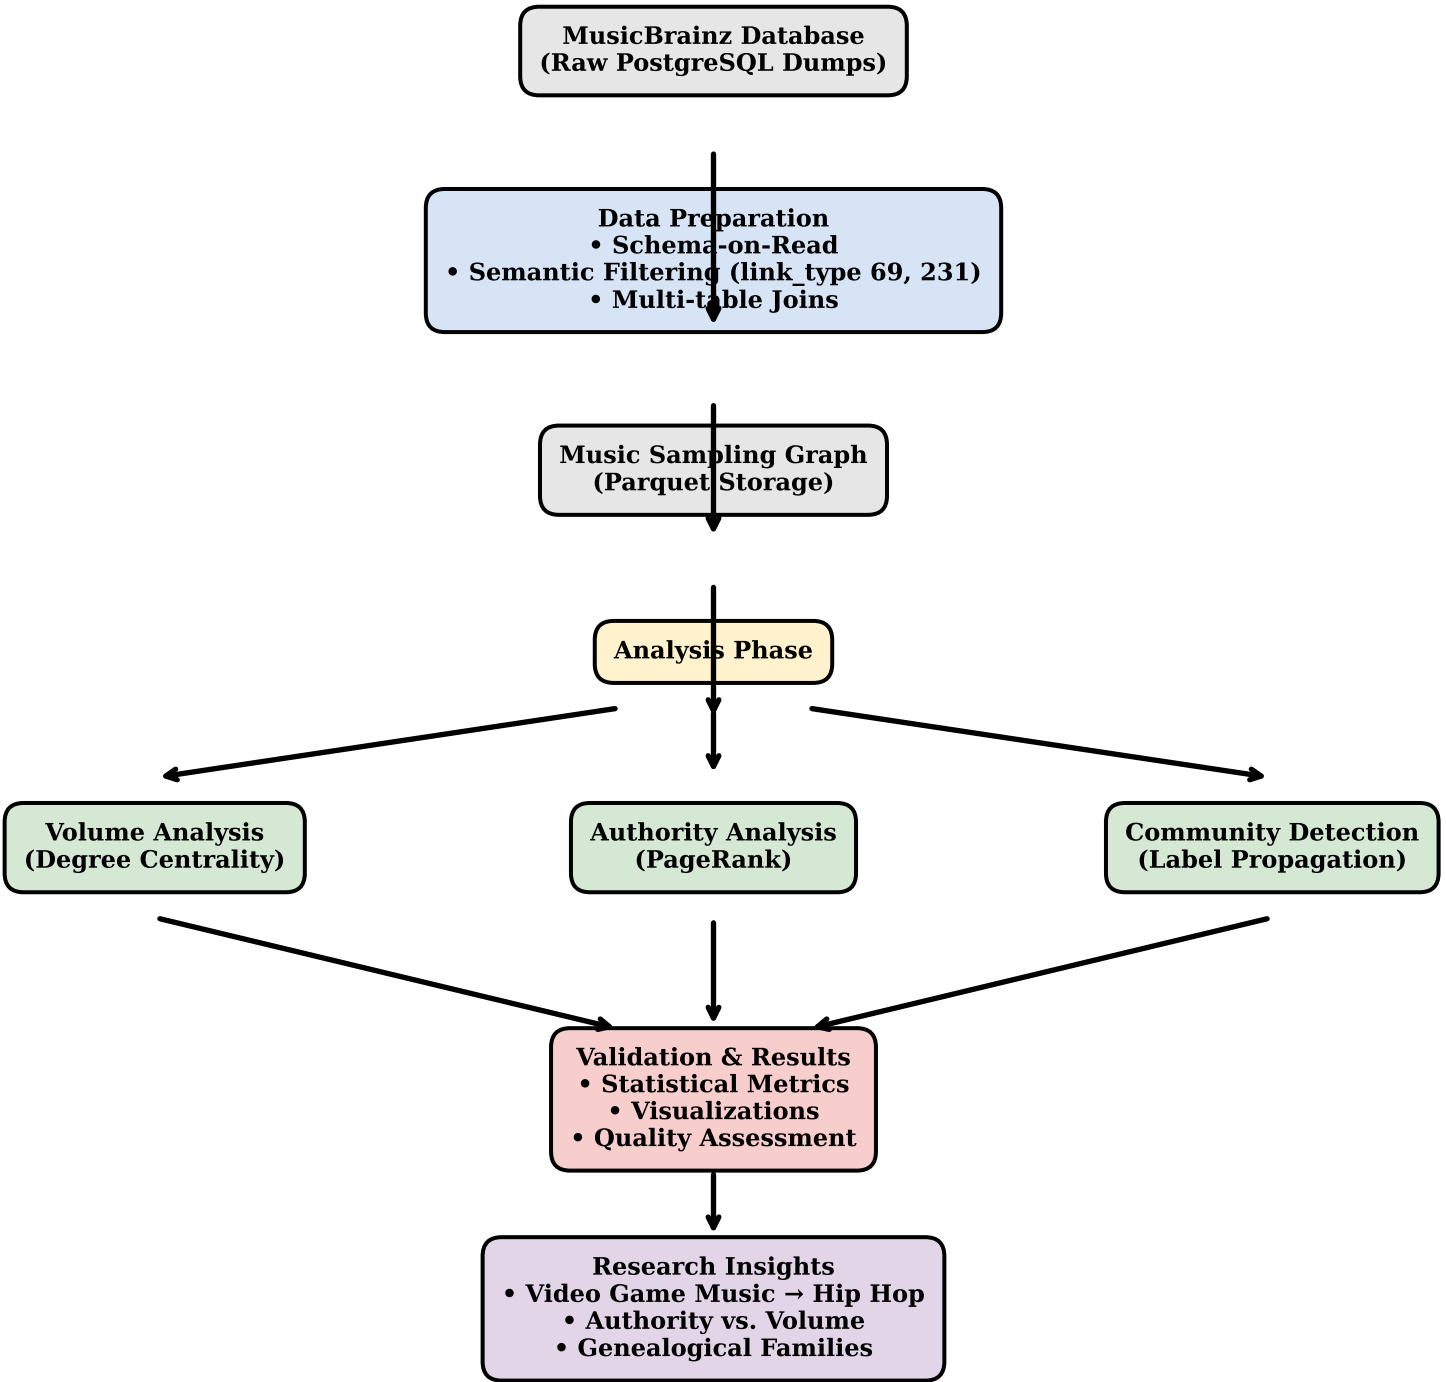 MusicBrainz Database
(Raw PostgreSQL Dumps)
Data Preparation
• Schema-on-Read
• Semantic Filtering (link_type 69, 231)
• Multi-table Joins
Music Sampling Graph
(Parquet Storage)
Analysis Phase
Volume Analysis
(Degree Centrality)
Authority Analysis
(PageRank)
Community Detection
(Label Propagation)
Validation & Results
• Statistical Metrics
• Visualizations
• Quality Assessment
Research Insights
• Video Game Music → Hip Hop
• Authority vs. Volume
• Genealogical Families